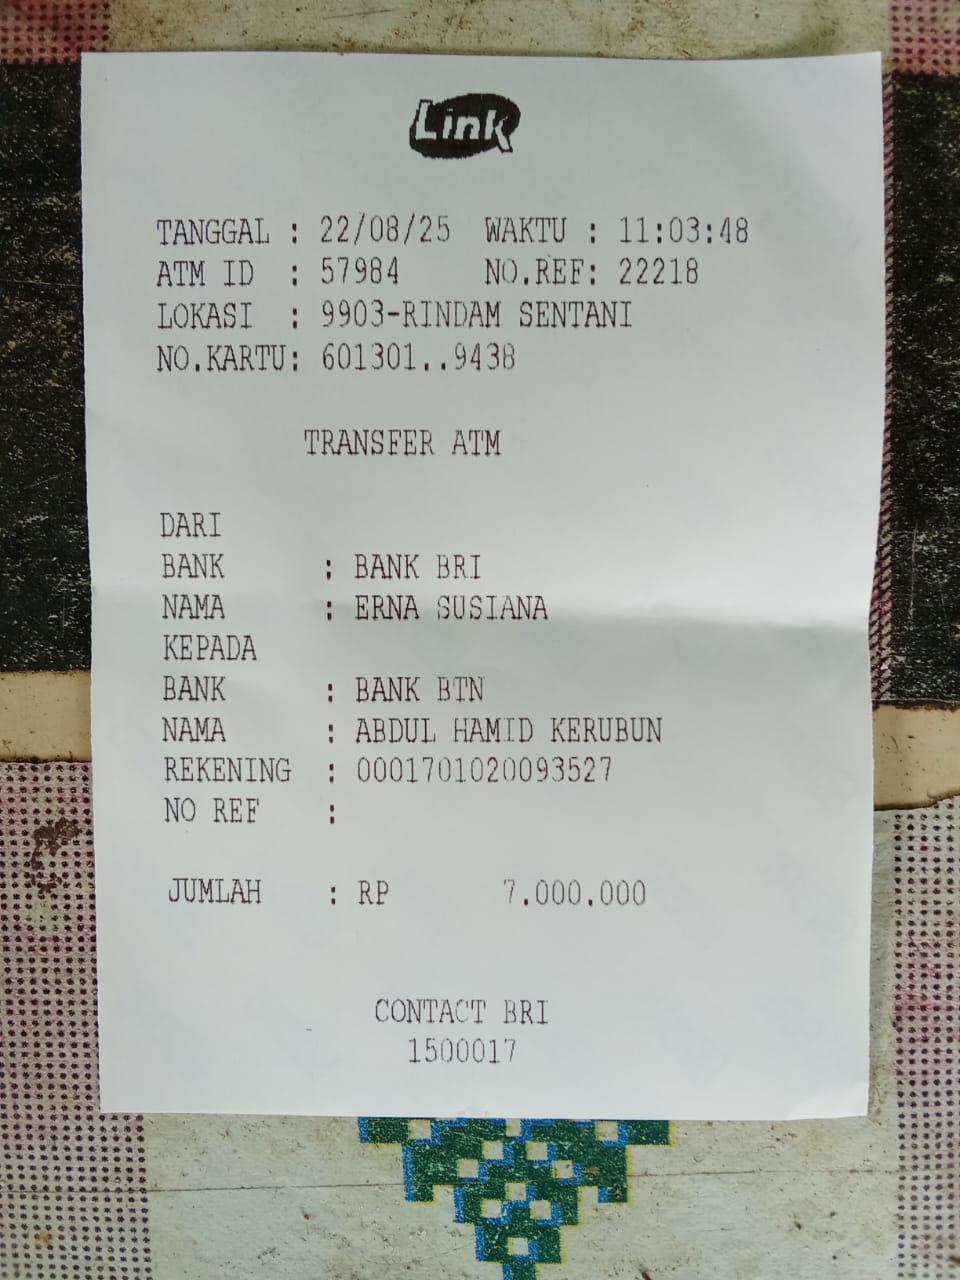 Link
TANGGAL : 22/08/25 WAKTU : 11:03:48
ATM ID : 57984 NO.REF: 22218
LOKASI : 9903-RINDAM SENTANI
NO.KARTU: 601301..9438
TRANSFER ATM
DARI
BANK : BANK BRI
NAMA : ERNA SUSIANA
KEPADA
BANK : BANK BTN
NAMA : ABDUL HAMID KERUBUN
REKENING : 0001701020093527
NO REF :
JUMLAH : RP 7.000.000
CONTACT BRI
1500017